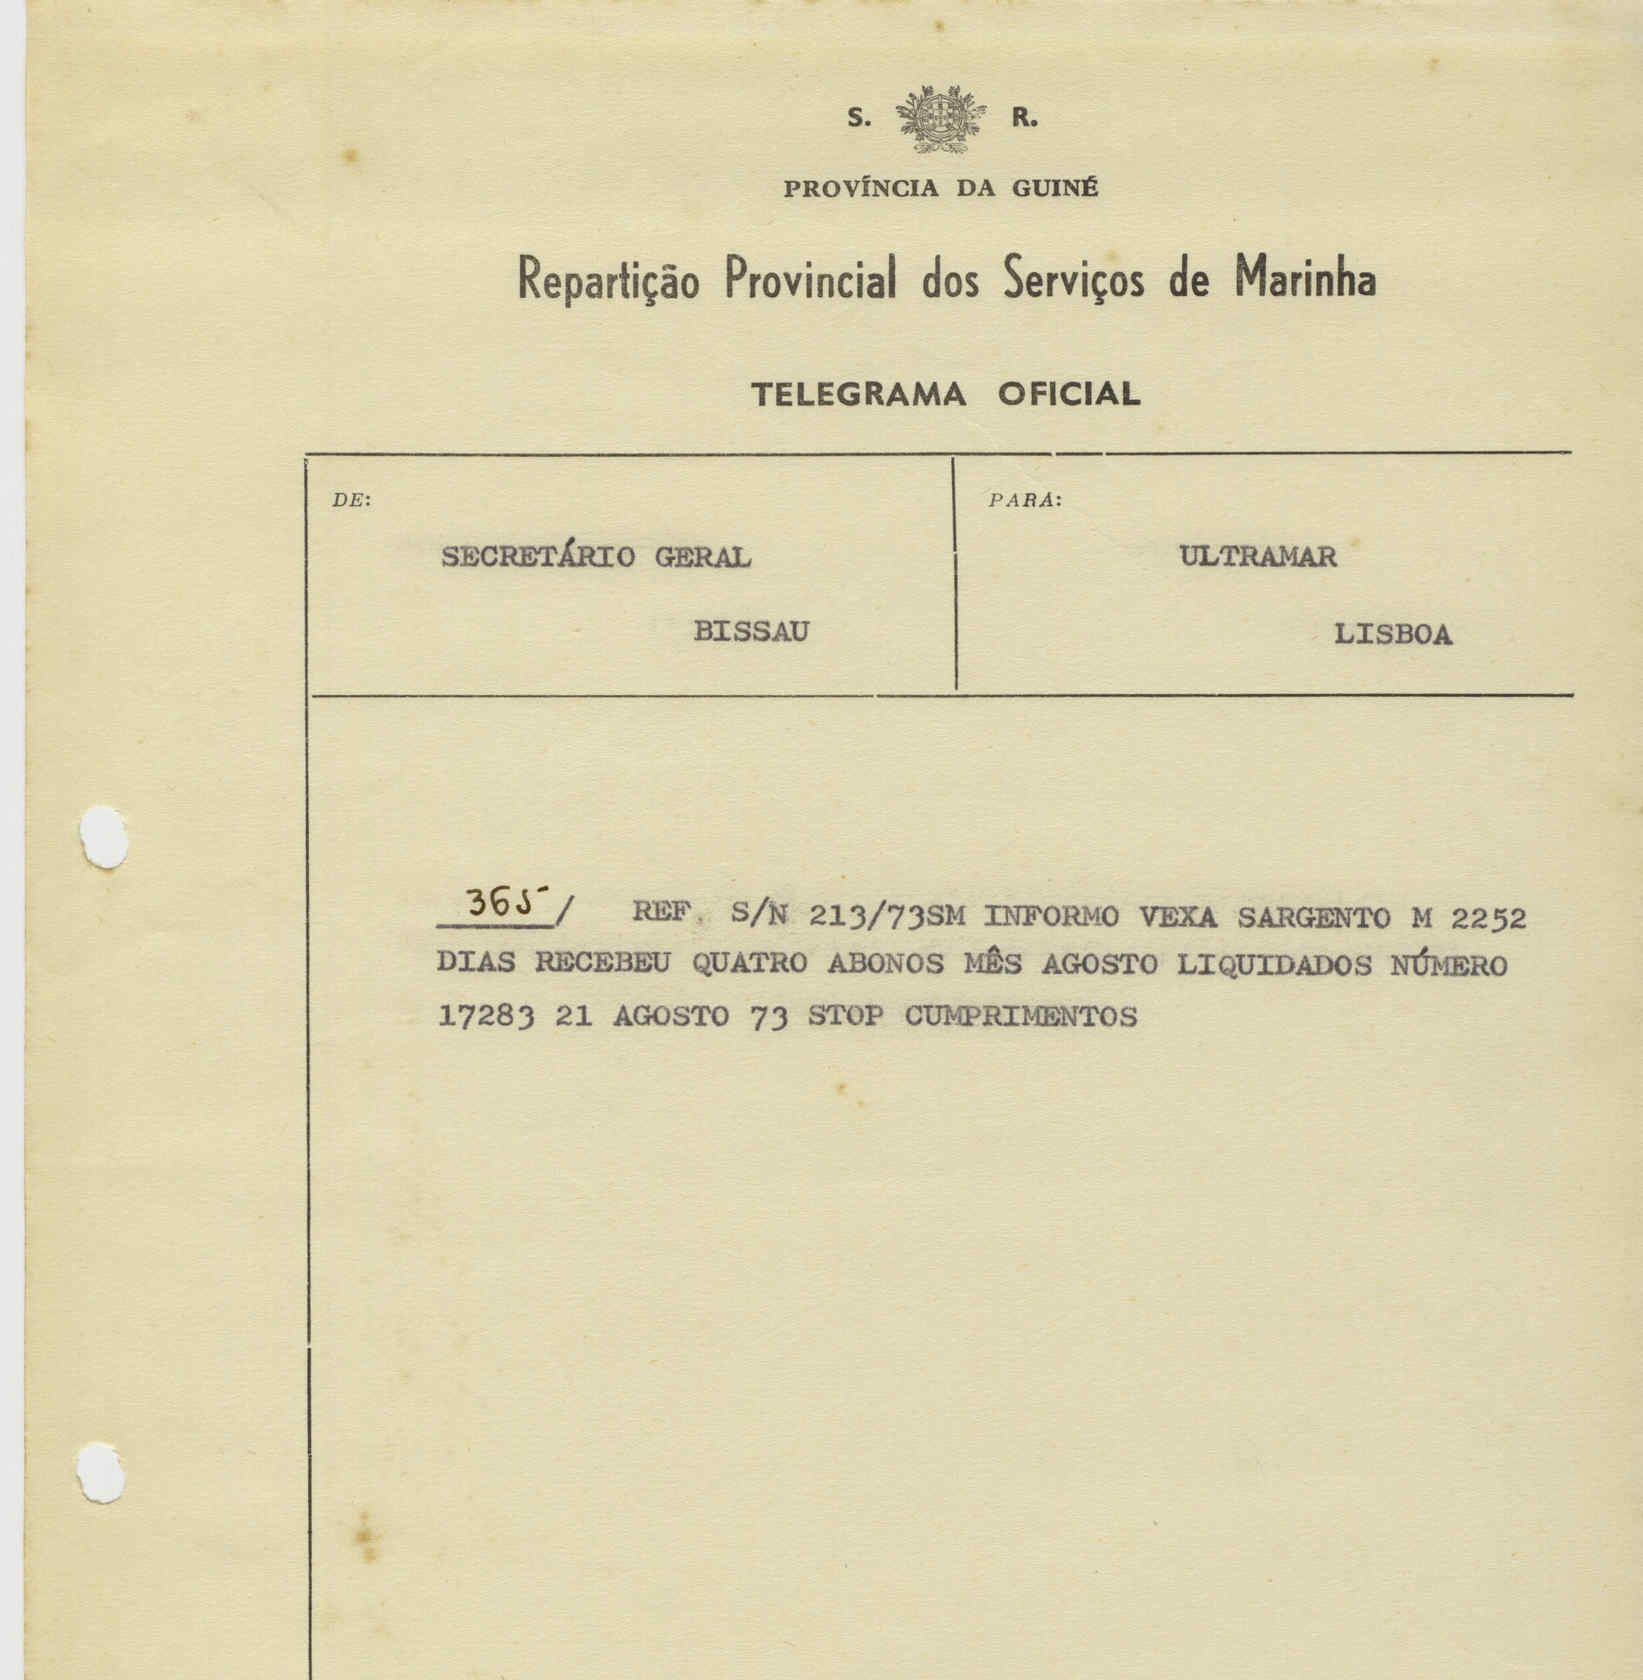 S. R.
PROVÍNCIA DA GUINÉ
Repartição Provincial dos Serviços de Marinha
TELEGRAMA OFICIAL
DE:
SECRETÁRIO GERAL
BISSAU
PARA:
ULTRAMAR
LISBOA
365/ REF. S/N 213/73SM INFORMO VEXA SARGENTO M 2252
DIAS RECEBEU QUATRO ABONOS MÊS AGOSTO LIQUIDADOS NÚMERO
17283 21 AGOSTO 73 STOP CUMPRIMENTOS